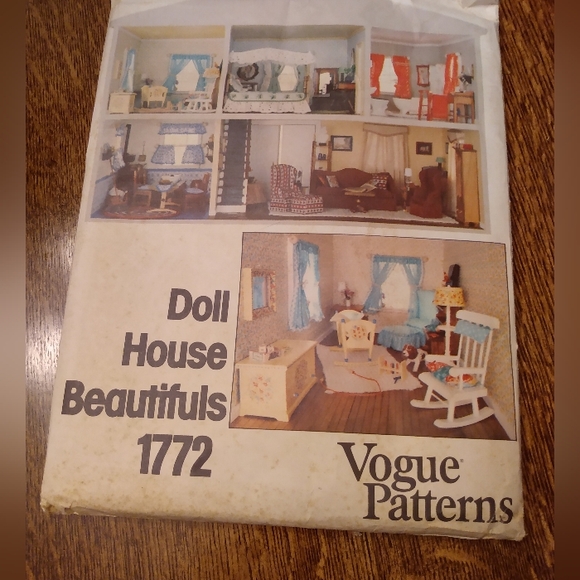 Doll
House
Beautifuls
1772
Vogue®
Patterns